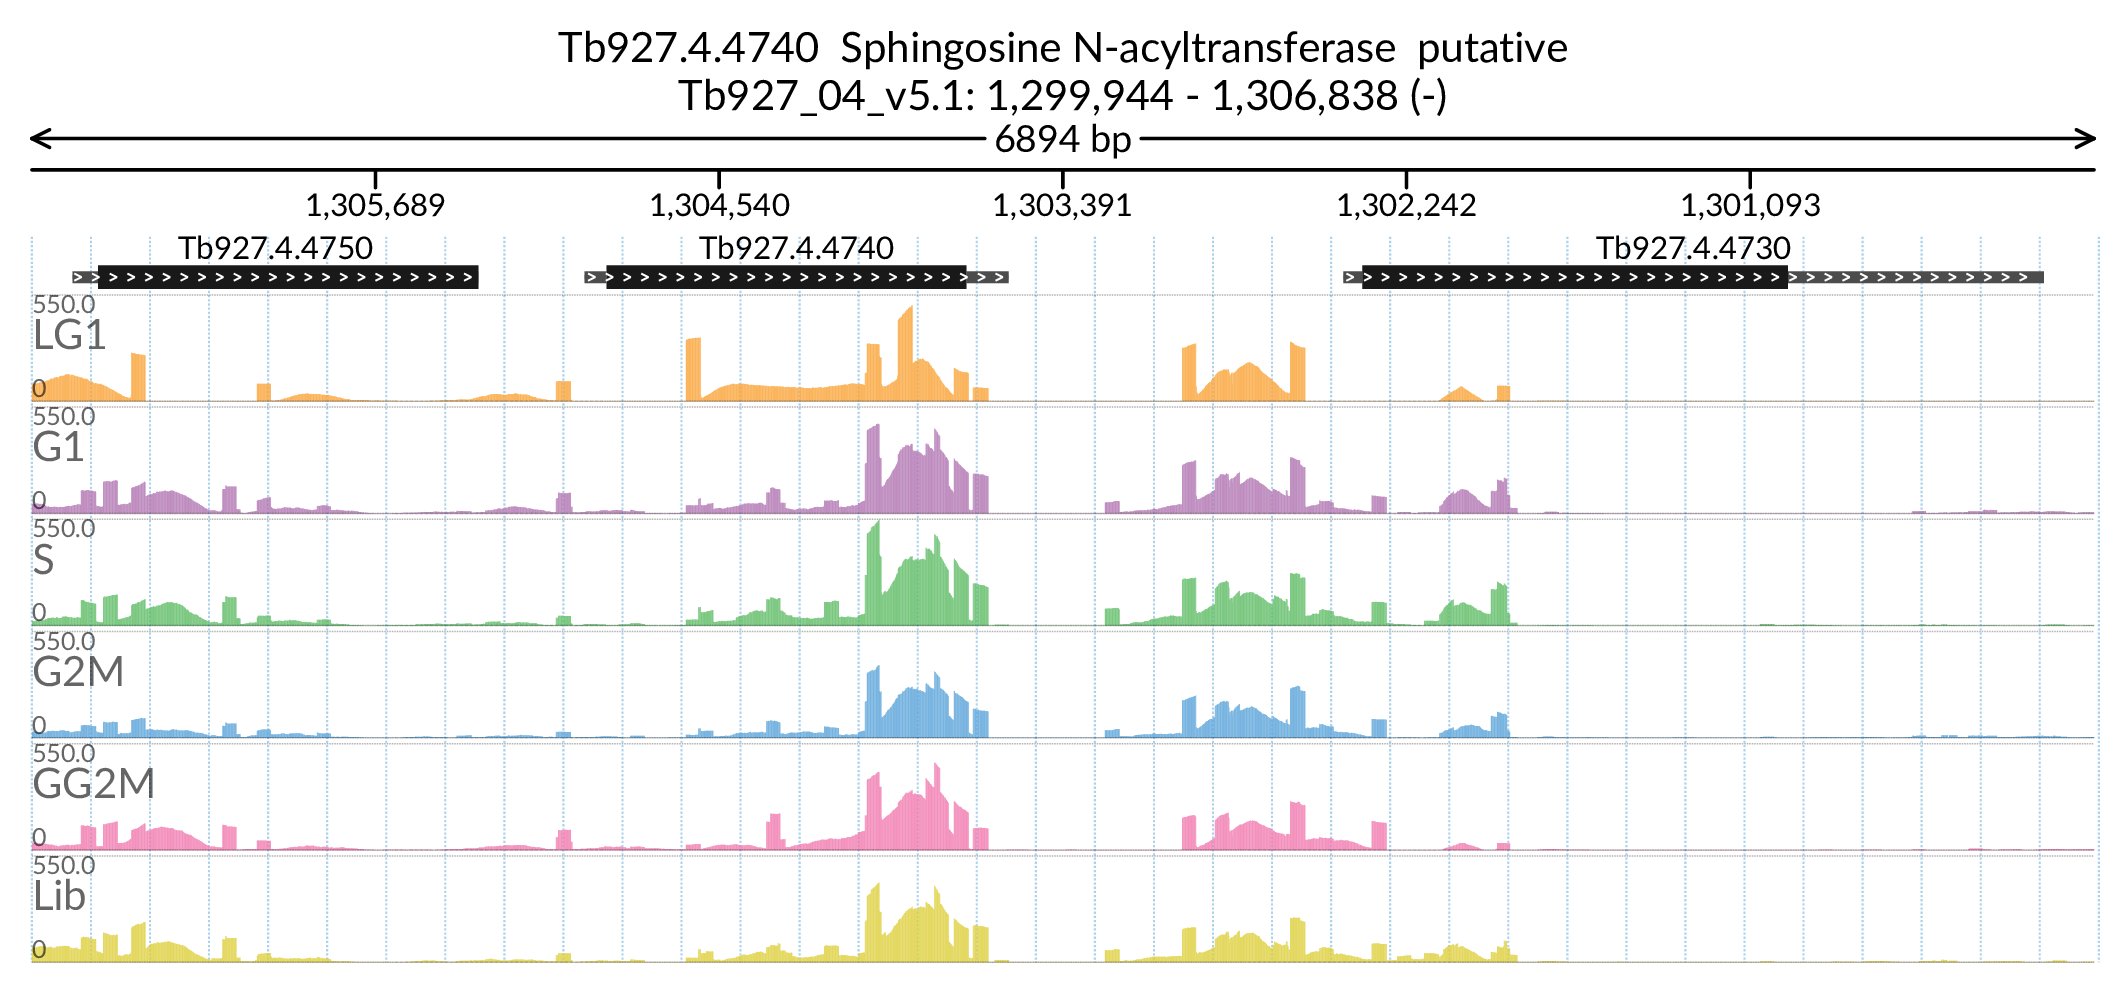 Tb927.4.4740  Sphingosine N-acyltransferase  putative
Tb927_04_v5.1: 1,299,944 - 1,306,838 (-)
6894 bp
1,305,689 1,304,540 1,303,391 1,302,242 1,301,093
Tb927.4.4750 Tb927.4.4740 Tb927.4.4730
550.0
LG1
0
550.0
G1
0
550.0
S
0
550.0
G2M
0
550.0
GG2M
0
550.0
Lib
0